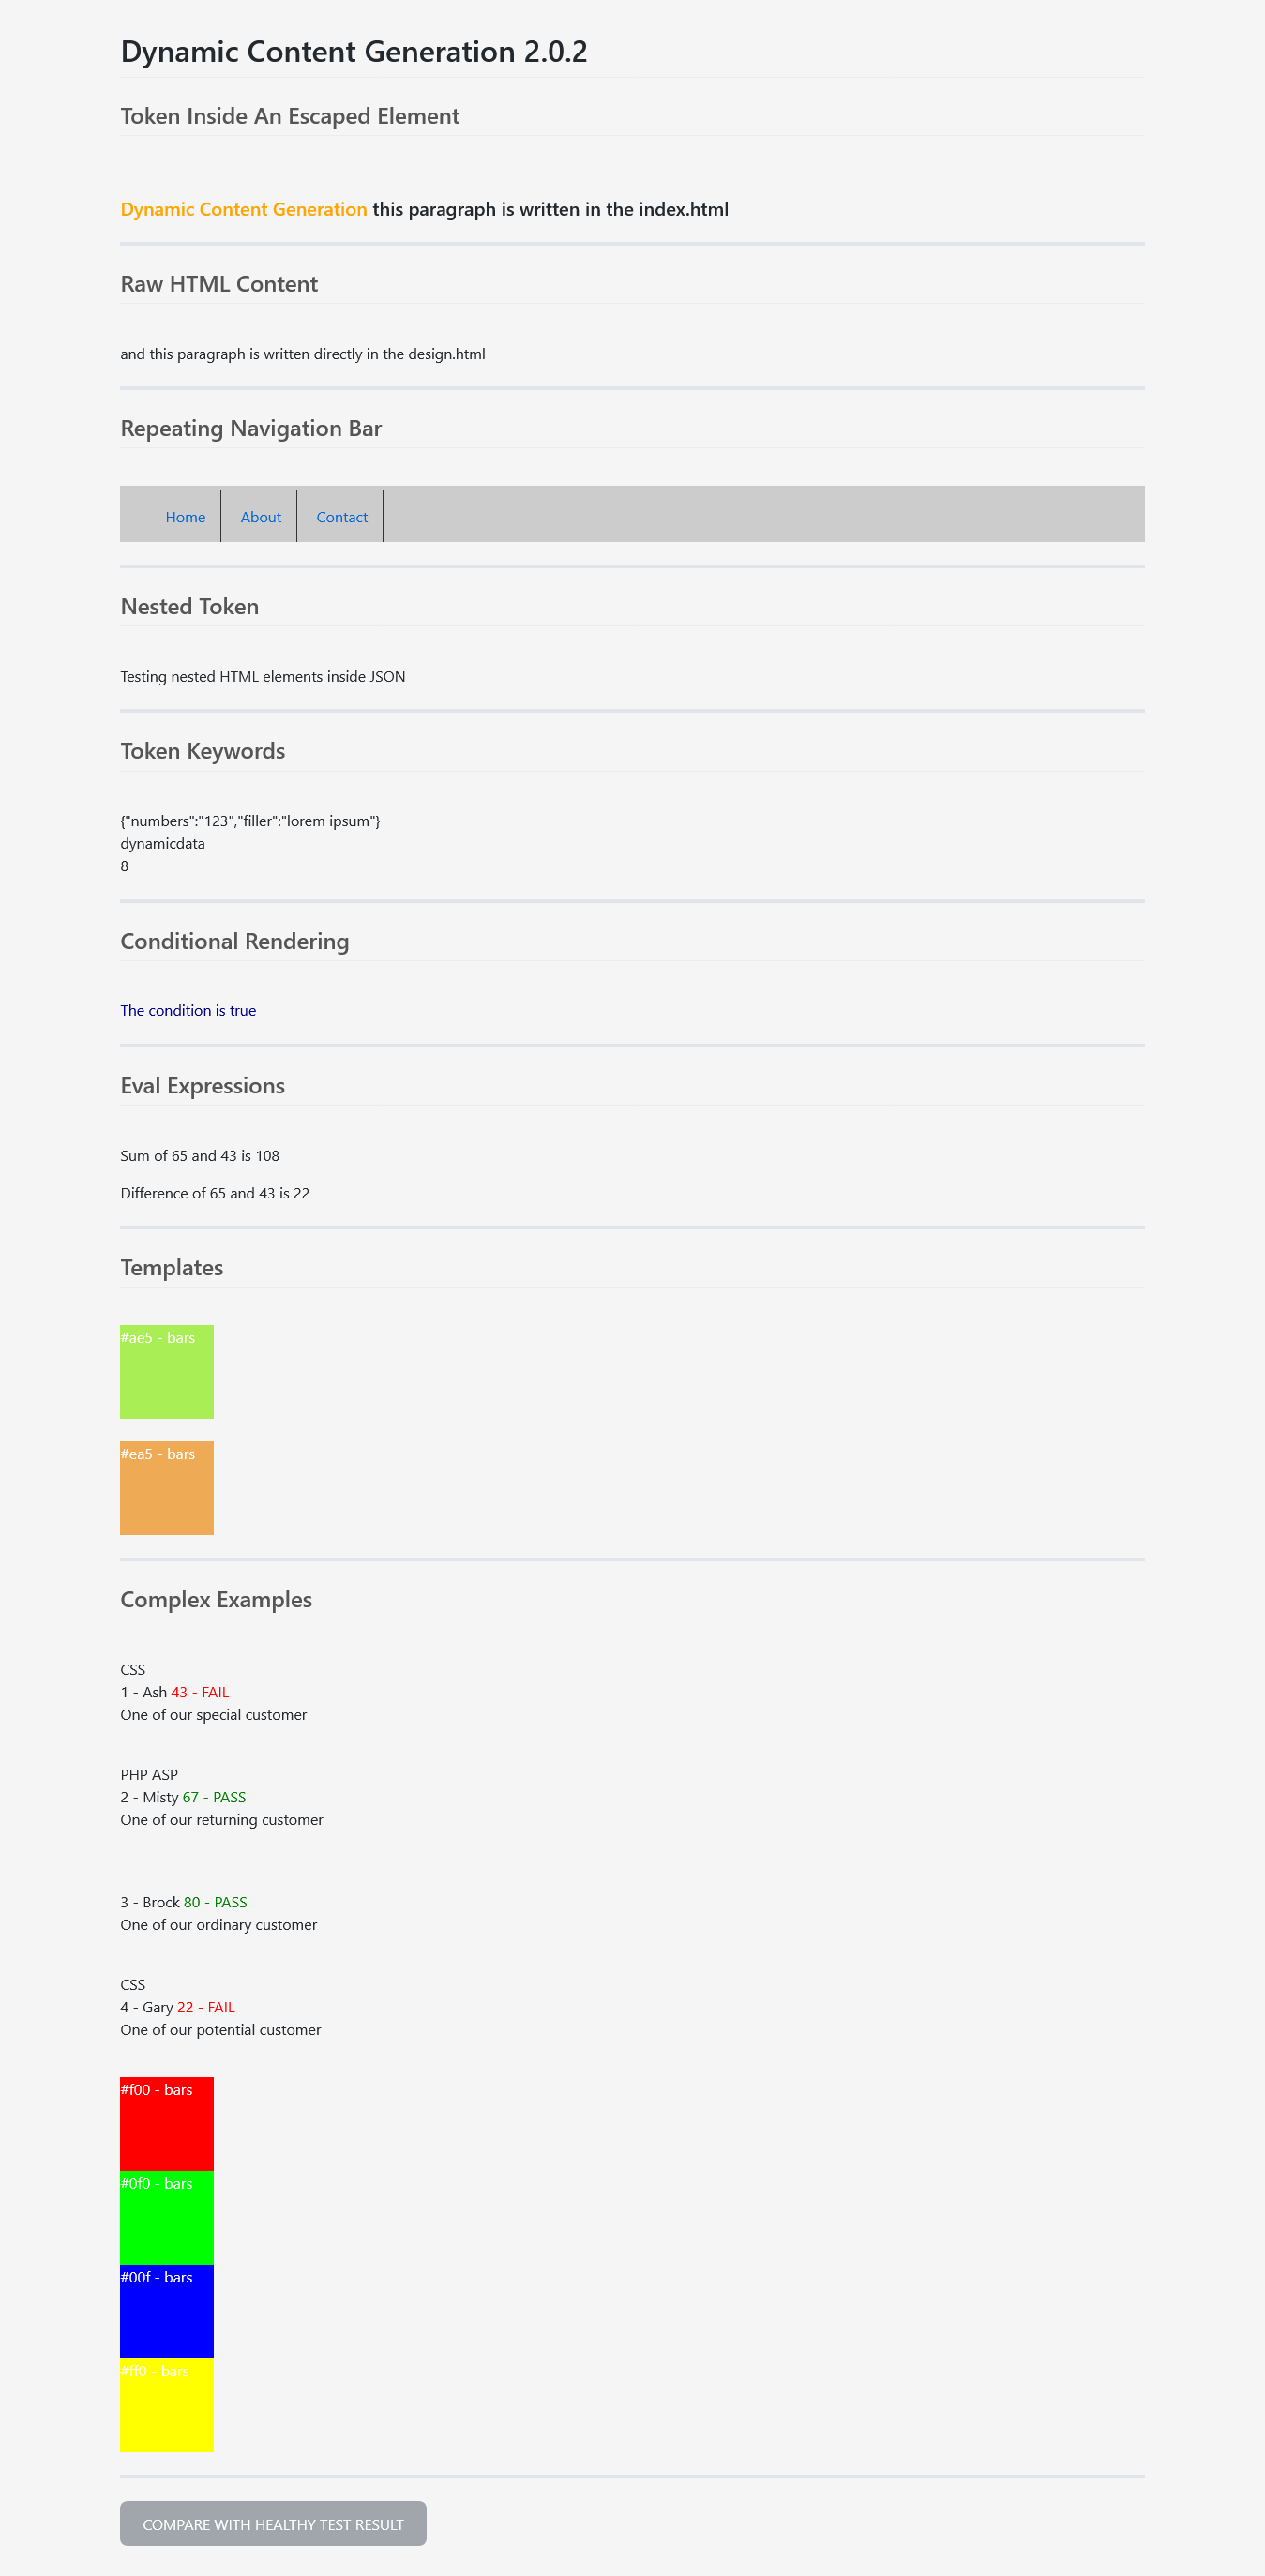 Dynamic Content Generation 2.0.2
Token Inside An Escaped Element
Dynamic Content Generation this paragraph is written in the index.html
Raw HTML Content
and this paragraph is written directly in the design.html
Repeating Navigation Bar
Home About Contact
Nested Token
Testing nested HTML elements inside JSON
Token Keywords
{"numbers":"123","filler":"lorem ipsum"}
dynamicdata
8
Conditional Rendering
The condition is true
Eval Expressions
Sum of 65 and 43 is 108
Difference of 65 and 43 is 22
Templates
#ae5 - bars
#ea5 - bars
Complex Examples
CSS
1 - Ash 43 - FAIL
One of our special customer
PHP ASP
2 - Misty 67 - PASS
One of our returning customer
3 - Brock 80 - PASS
One of our ordinary customer
CSS
4 - Gary 22 - FAIL
One of our potential customer
#f00 - bars
#0f0 - bars
#00f - bars
#ff0 - bars
COMPARE WITH HEALTHY TEST RESULT